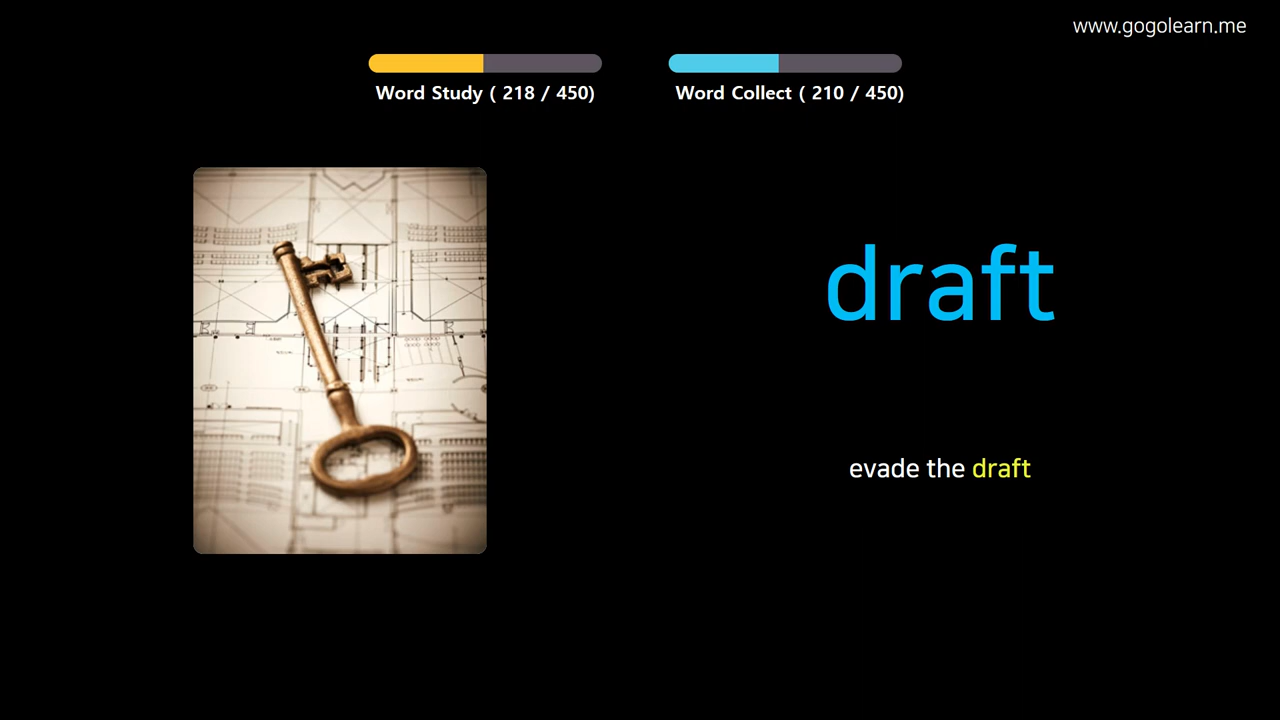 www.gogolearn.me
Word Study ( 218 / 450)
Word Collect ( 210 / 450)
draft
evade the draft